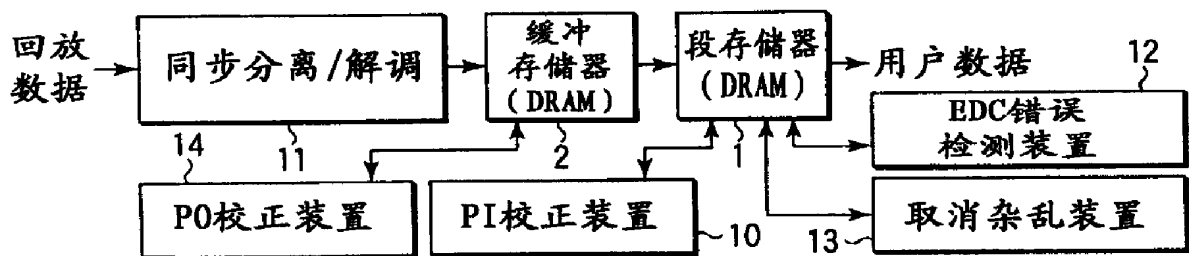 回放
数据
同步分离/解调
11
缓冲
存储器
(DRAM)
2
段存储器
(DRAM)
1
用户数据
12
EDC错误
检测装置
14
PO校正装置
PI校正装置
10
取消杂乱装置
13